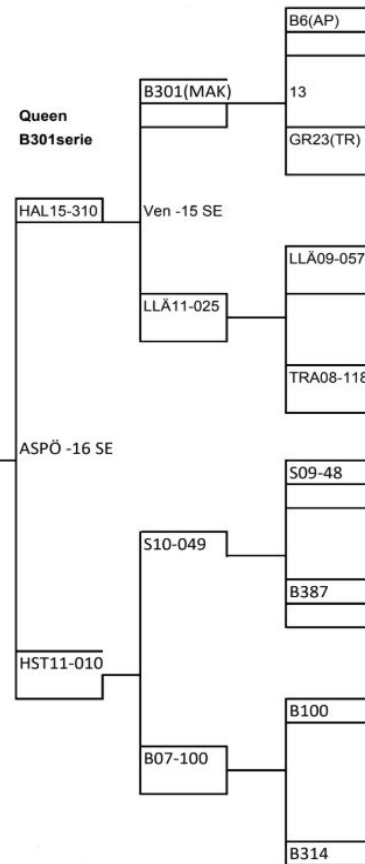 B6(AP)
B301(MAK)
13
Queen
B301serie
GR23(TR)
HAL15-310
Ven -15 SE
LLÄ09-057
LLÄ11-025
TRA08-118
ASPÖ -16 SE
S09-48
S10-049
B387
HST11-010
B100
B07-100
B314